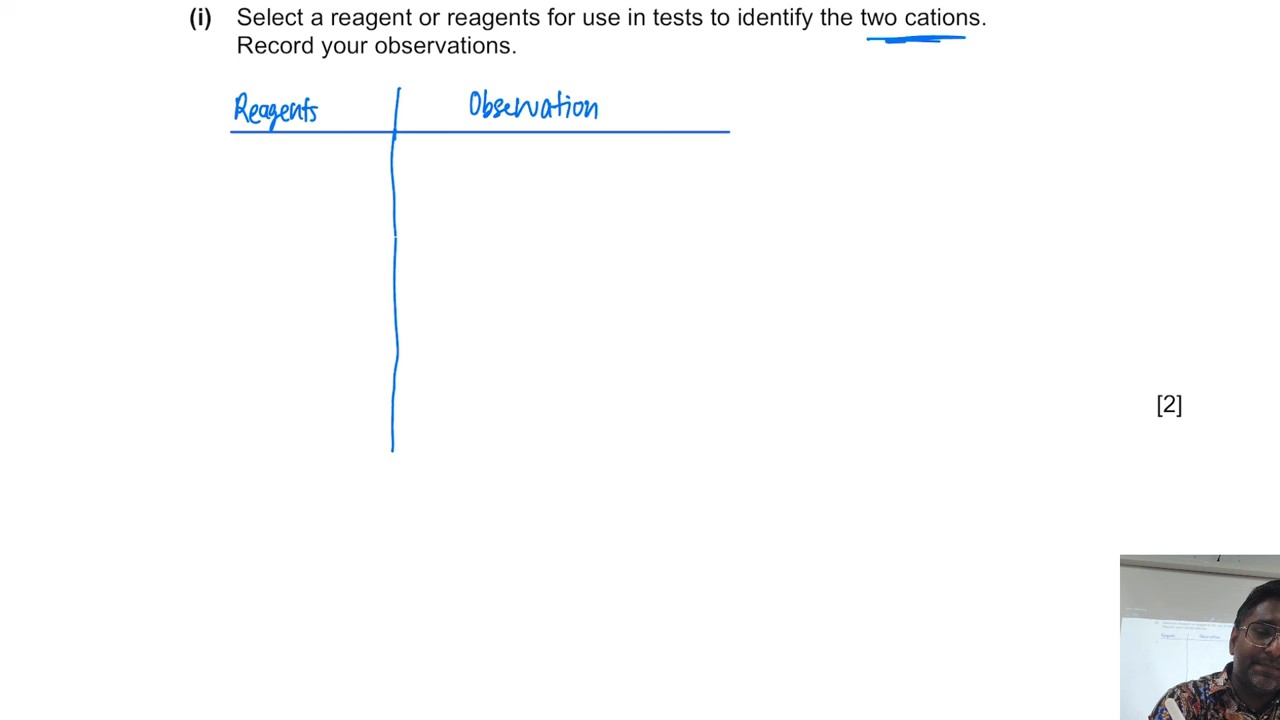 (i) Select a reagent or reagents for use in tests to identify the two cations.
Record your observations.
Reagents Observation
[2]